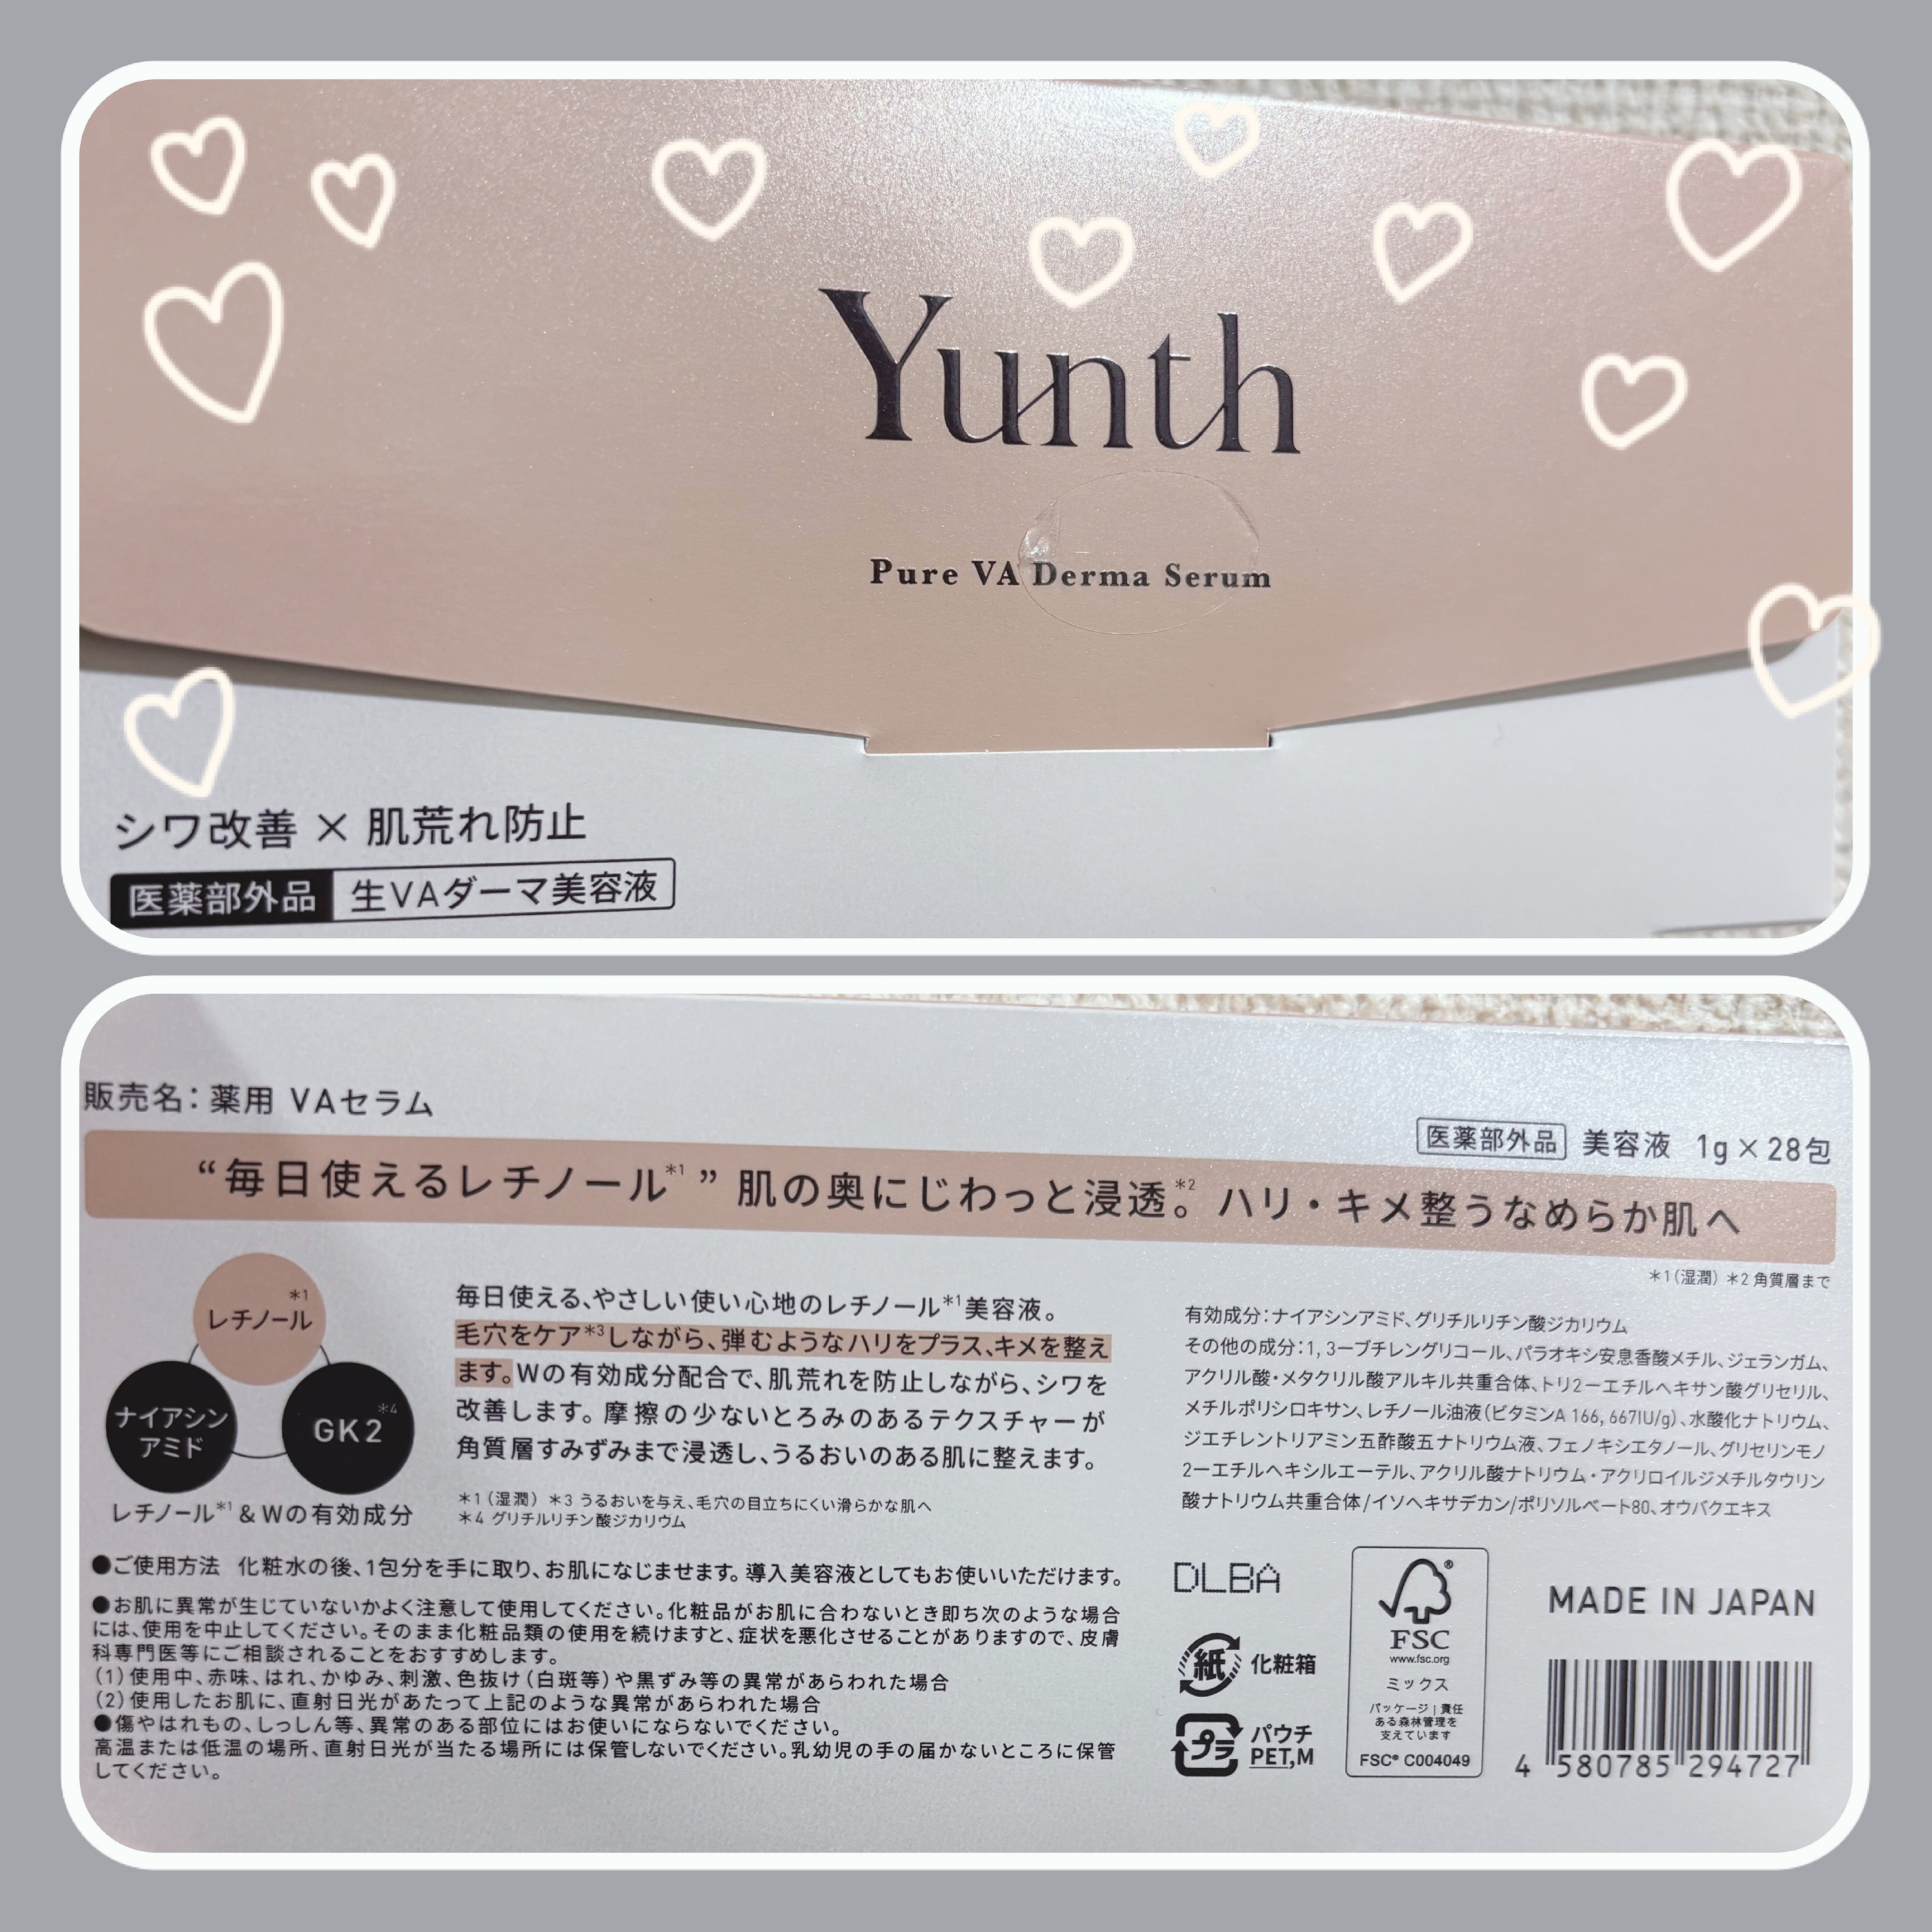 Yunth
Pure VA Derma Serum
シワ改善 × 肌荒れ防止
医薬部外品 生VAダーマ美容液
販売名：薬用 VAセラム
医薬部外品 美容液 1g×28包
“毎日使えるレチノール*1” 肌の奥にじわっと浸透。*2 ハリ・キメ整うなめらか肌へ
*1（湿潤）*2 角質層まで
レチノール*1
ナイアシン
アミド
GK2*4
レチノール*1＆Wの有効成分
毎日使える、やさしい使い心地のレチノール*1美容液。
毛穴をケア*3しながら、弾むようなハリをプラス、キメを整え
ます。Wの有効成分配合で、肌荒れを防止しながら、シワを
改善します。摩擦の少ないとろみのあるテクスチャーが
角質層すみずみまで浸透し、うるおいのある肌に整えます。
*1（湿潤）*3 うるおいを与え、毛穴の目立ちにくい滑らかな肌へ
*4 グリチルリチン酸ジカリウム
有効成分：ナイアシンアミド、グリチルリチン酸ジカリウム
その他の成分：1, 3ーブチレングリコール、パラオキシ安息香酸メチル、ジェランガム、
アクリル酸・メタクリル酸アルキル共重合体、トリ2ーエチルヘキサン酸グリセリル、
メチルポリシロキサン、レチノール油液（ビタミンA 166, 667IU/g）、水酸化ナトリウム、
ジエチレントリアミン五酢酸五ナトリウム液、フェノキシエタノール、グリセリンモノ
2ーエチルヘキシルエーテル、アクリル酸ナトリウム・アクリロイルジメチルタウリン
酸ナトリウム共重合体/イソヘキサデカン/ポリソルベート80、オウバクエキス
●ご使用方法 化粧水の後、1包分を手に取り、お肌になじませます。導入美容液としてもお使いいただけます。
●お肌に異常が生じていないかよく注意して使用してください。化粧品がお肌に合わないとき即ち次のような場合
には、使用を中止してください。そのまま化粧品類の使用を続けますと、症状を悪化させることがありますので、皮膚
科専門医等にご相談されることをおすすめします。
（1）使用中、赤味、はれ、かゆみ、刺激、色抜け（白斑等）や黒ずみ等の異常があらわれた場合
（2）使用したお肌に、直射日光があたって上記のような異常があらわれた場合
●傷やはれもの、しっしん等、異常のある部位にはお使いにならないでください。
高温または低温の場所、直射日光が当たる場所には保管しないでください。乳幼児の手の届かないところに保管
してください。
DLBA
紙 化粧箱
プラ パウチ
PET,M
FSC®
www.fsc.org
ミックス
パッケージ｜責任
ある森林管理を
支えています
FSC® C004049
MADE IN JAPAN
4 580785 294727